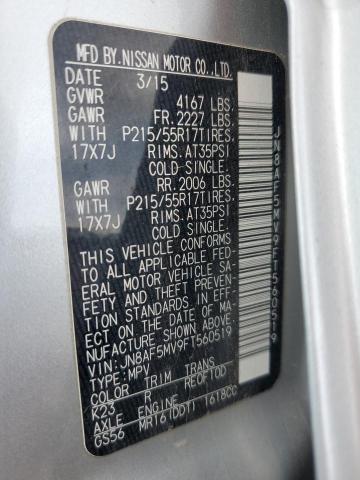 MFD.BY.NISSAN MOTOR CO.,LTD.
DATE 3/15
GVWR 4167 LBS.
GAWR FR.2227 LBS.
WITH P215/55R17TIRES.
17X7J RIMS.AT35PSI
COLD SINGLE.
GAWR RR.2006 LBS.
WITH P215/55R17TIRES.
17X7J RIMS.AT35PSI
COLD SINGLE.
THIS VEHICLE CONFORMS
TO ALL APPLICABLE FED-
ERAL MOTOR VEHICLE SA-
FETY AND THEFT PREVEN-
TION STANDARDS IN EFF-
ECT ON THE DATE OF MA-
NUFACTURE SHOWN ABOVE.
VIN:JN8AF5MV9FT560519
TYPE:MPV
COLOR TRIM TRANS
K23 R RE0F10D
AXLE ENGINE
GS56 MR16(DDT) 1618CC
JN8AF5MV9FT560519